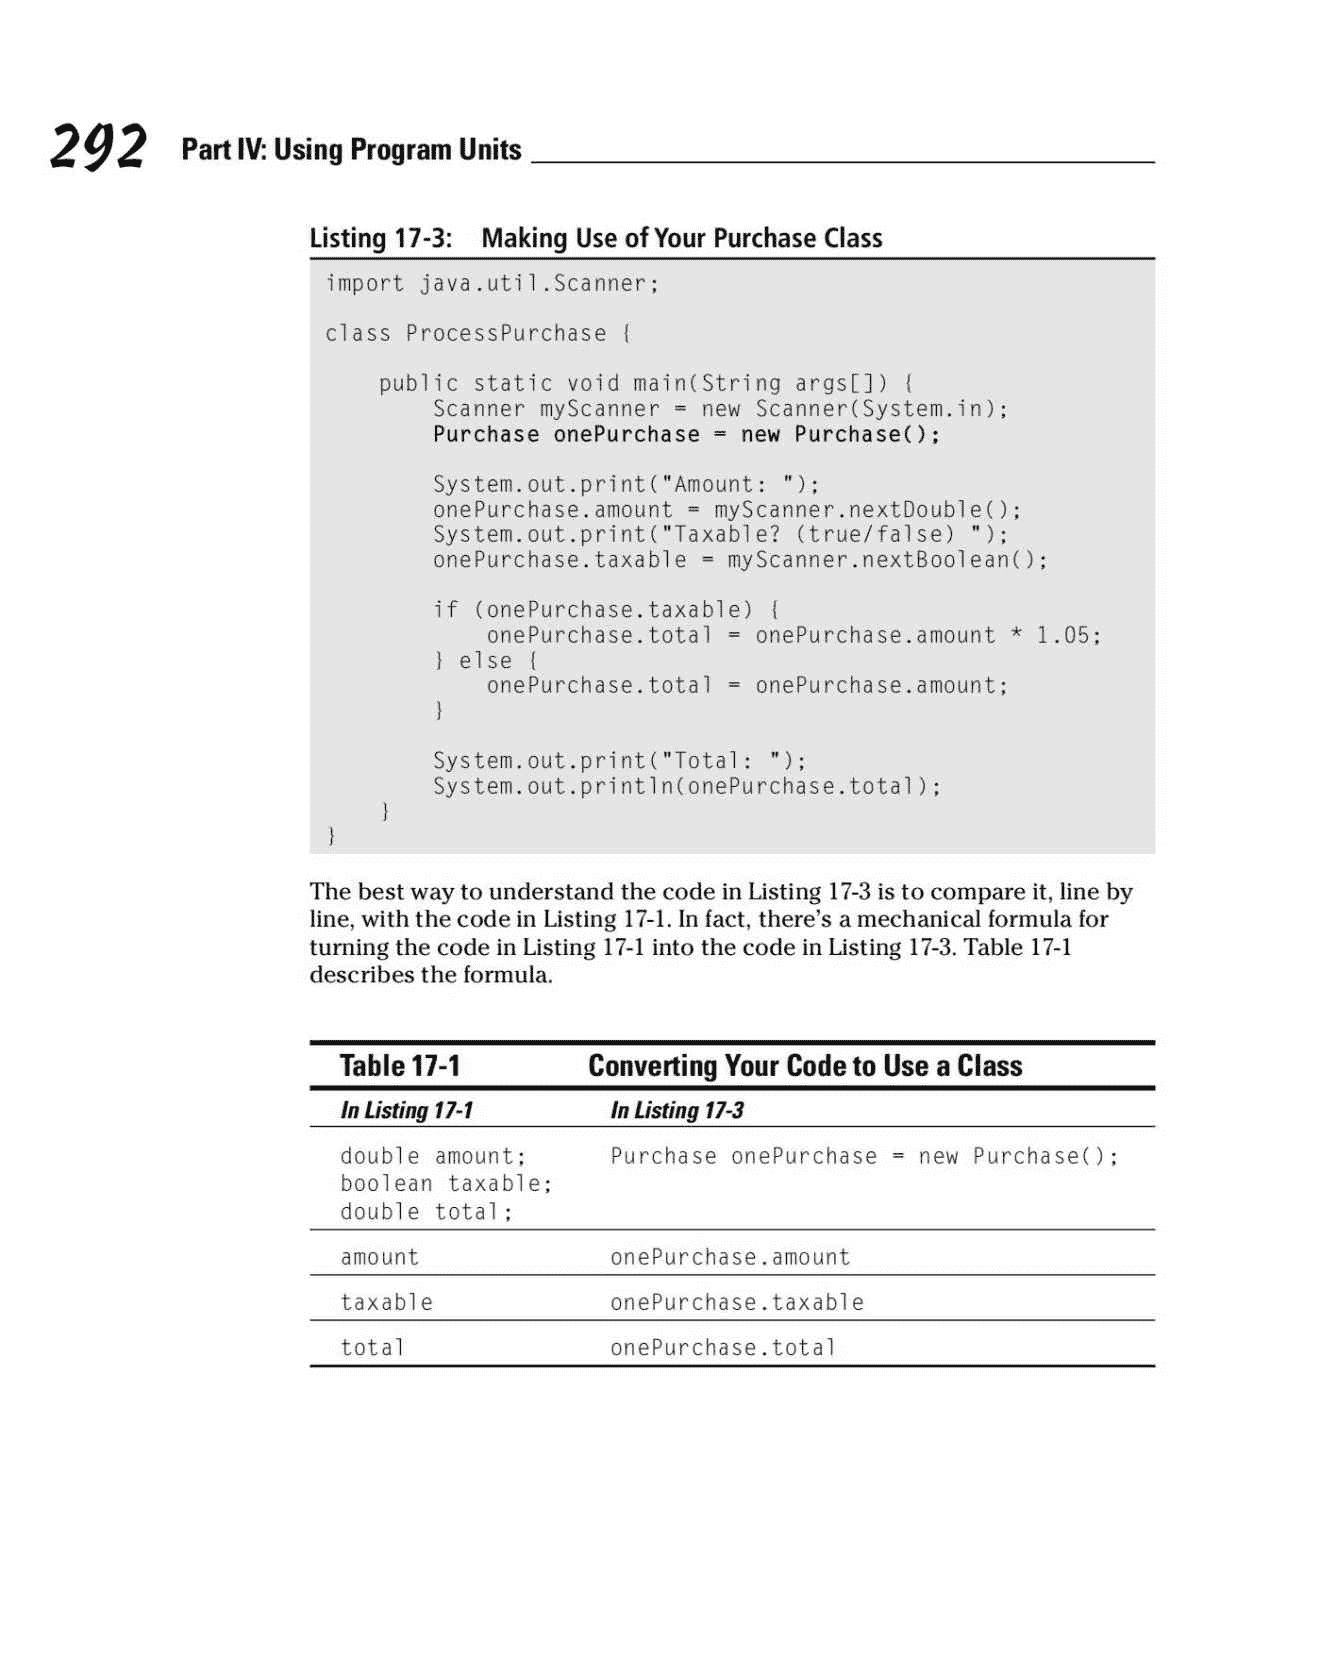 292 Part IV: Using Program Units
Listing 17-3: Making Use of Your Purchase Class
import java.util.Scanner;
class ProcessPurchase {
public static void main(String args[]) {
Scanner myScanner = new Scanner(System.in);
Purchase onePurchase = new Purchase();
System.out.print("Amount: ");
onePurchase.amount = myScanner.nextDouble();
System.out.print("Taxable? (true/false) ");
onePurchase.taxable = myScanner.nextBoolean();
if (onePurchase.taxable) {
onePurchase.total = onePurchase.amount * 1.05;
} else {
onePurchase.total = onePurchase.amount;
}
System.out.print("Total: ");
System.out.println(onePurchase.total);
}
}
The best way to understand the code in Listing 17-3 is to compare it, line by
line, with the code in Listing 17-1. In fact, there's a mechanical formula for
turning the code in Listing 17-1 into the code in Listing 17-3. Table 17-1
describes the formula.
Table 17-1 Converting Your Code to Use a Class
In Listing 17-1 In Listing 17-3
double amount; Purchase onePurchase = new Purchase();
boolean taxable;
double total;
amount onePurchase.amount
taxable onePurchase.taxable
total onePurchase.total